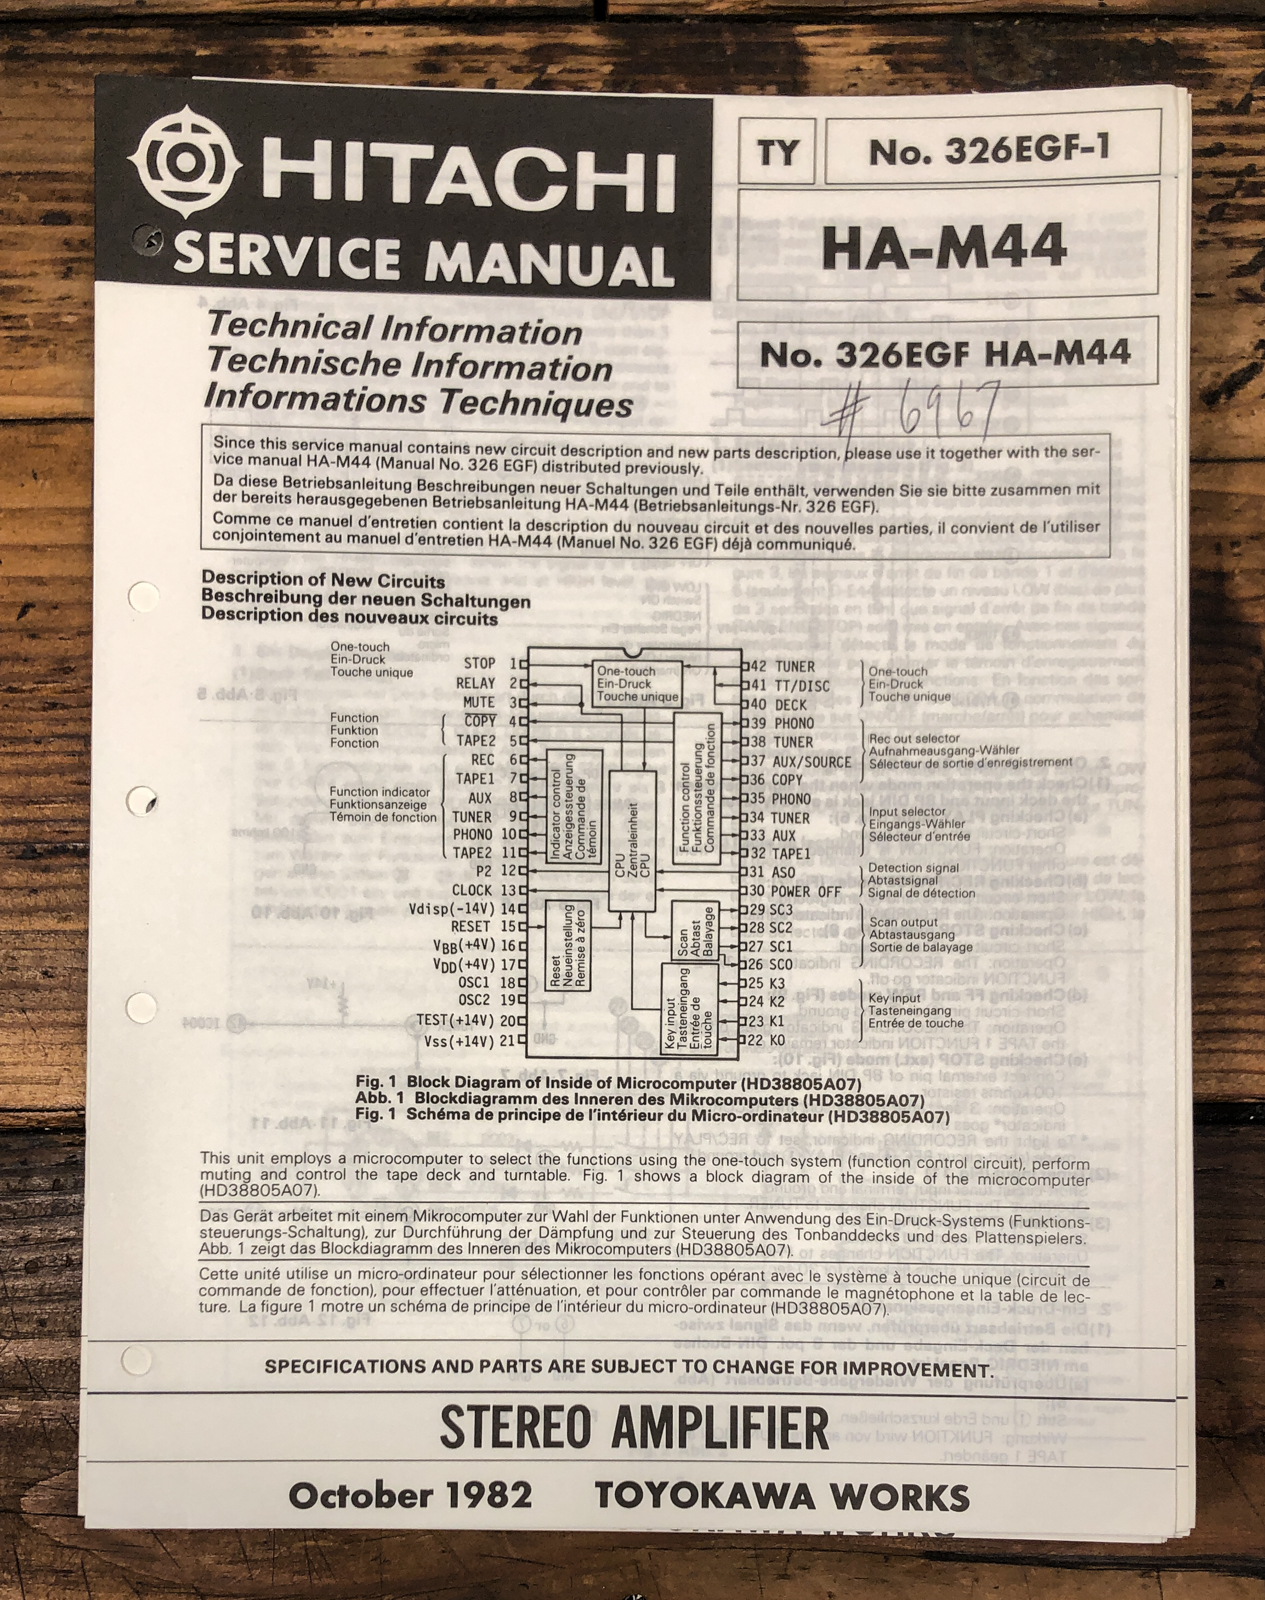 HITACHI
SERVICE MANUAL
TY
No. 326EGF-1
HA-M44
No. 326EGF HA-M44
# 6967
Technical Information
Technische Information
Informations Techniques
Since this service manual contains new circuit description and new parts description, please use it together with the ser-
vice manual HA-M44 (Manual No. 326 EGF) distributed previously.
Da diese Betriebsanleitung Beschreibungen neuer Schaltungen und Teile enthält, verwenden Sie sie bitte zusammen mit
der bereits herausgegebenen Betriebsanleitung HA-M44 (Betriebsanleitungs-Nr. 326 EGF).
Comme ce manuel d'entretien contient la description du nouveau circuit et des nouvelles parties, il convient de l'utiliser
conjointement au manuel d'entretien HA-M44 (Manuel No. 326 EGF) déjà communiqué.
Description of New Circuits
Beschreibung der neuen Schaltungen
Description des nouveaux circuits
One-touch
Ein-Druck
Touche unique
Function
Funktion
Fonction
Function indicator
Funktionsanzeige
Témoin de fonction
STOP 1
RELAY 2
MUTE 3
COPY 4
TAPE2 5
REC 6
TAPE1 7
AUX 8
TUNER 9
PHONO 10
TAPE2 11
P2 12
CLOCK 13
Vdisp(-14V) 14
RESET 15
VBB(+4V) 16
VDD(+4V) 17
OSC1 18
OSC2 19
TEST(+14V) 20
Vss(+14V) 21
One-touch
Ein-Druck
Touche unique
Indicator control
Anzeigessteuerung
Commande de
témoin
CPU
Zentraleinheit
CPU
Function control
Funktionssteuerung
Commande de fonction
Reset
Neueinstellung
Remise à zéro
Scan
Abtast
Balayage
Key input
Tasteneingang
Entrée de
touche
42 TUNER
41 TT/DISC
40 DECK
39 PHONO
38 TUNER
37 AUX/SOURCE
36 COPY
35 PHONO
34 TUNER
33 AUX
32 TAPE1
31 ASO
30 POWER OFF
29 SC3
28 SC2
27 SC1
26 SC0
25 K3
24 K2
23 K1
22 K0
One-touch
Ein-Druck
Touche unique
Rec out selector
Aufnahmeausgang-Wähler
Sélecteur de sortie d'enregistrement
Input selector
Eingangs-Wähler
Sélecteur d'entrée
Detection signal
Abtastsignal
Signal de détection
Scan output
Abtastausgang
Sortie de balayage
Key input
Tasteneingang
Entrée de touche
Fig. 1 Block Diagram of Inside of Microcomputer (HD38805A07)
Abb. 1 Blockdiagramm des Inneren des Mikrocomputers (HD38805A07)
Fig. 1 Schéma de principe de l'intérieur du Micro-ordinateur (HD38805A07)
This unit employs a microcomputer to select the functions using the one-touch system (function control circuit), perform
muting and control the tape deck and turntable. Fig. 1 shows a block diagram of the inside of the microcomputer
(HD38805A07).
Das Gerät arbeitet mit einem Mikrocomputer zur Wahl der Funktionen unter Anwendung des Ein-Druck-Systems (Funktions-
steuerungs-Schaltung), zur Durchführung der Dämpfung und zur Steuerung des Tonbanddecks und des Plattenspielers.
Abb. 1 zeigt das Blockdiagramm des Inneren des Mikrocomputers (HD38805A07).
Cette unité utilise un micro-ordinateur pour sélectionner les fonctions opérant avec le système à touche unique (circuit de
commande de fonction), pour effectuer l'atténuation, et pour contrôler par commande le magnétophone et la table de lec-
ture. La figure 1 motre un schéma de principe de l'intérieur du micro-ordinateur (HD38805A07).
SPECIFICATIONS AND PARTS ARE SUBJECT TO CHANGE FOR IMPROVEMENT.
STEREO AMPLIFIER
October 1982 TOYOKAWA WORKS